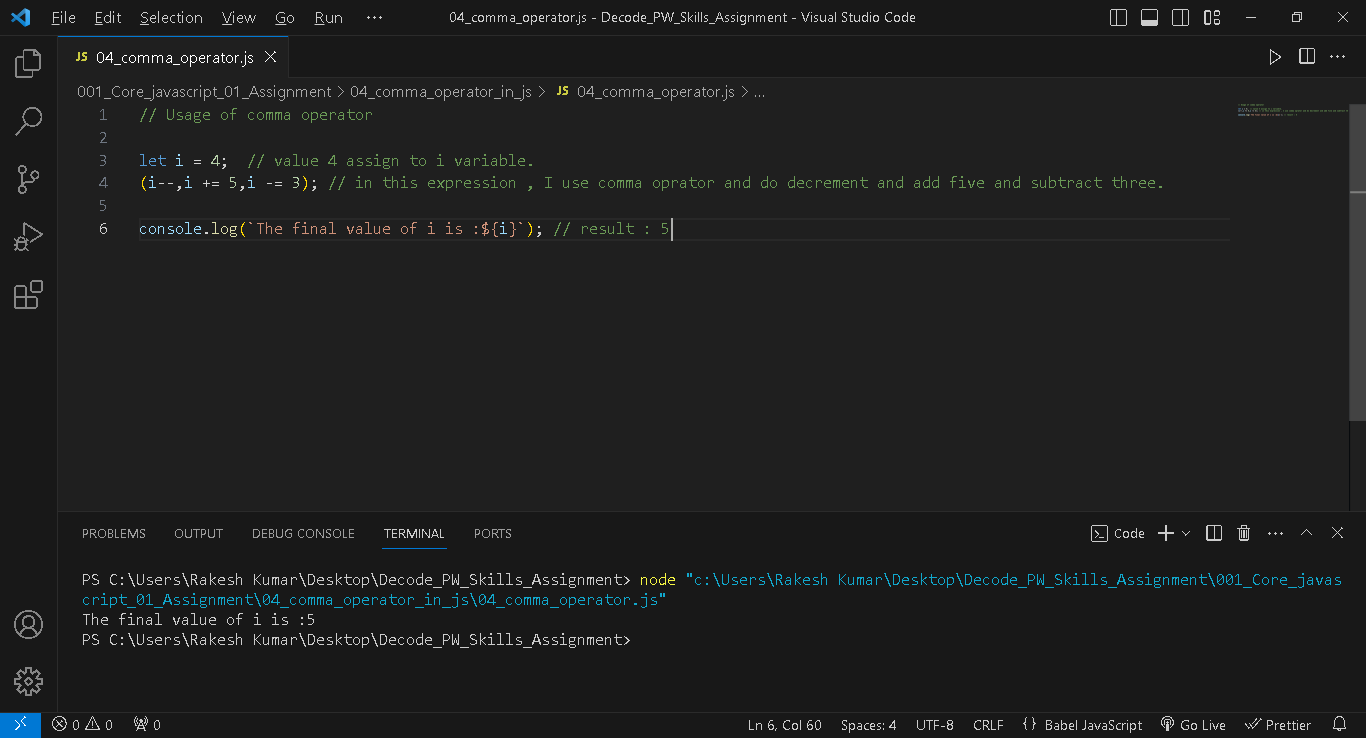 File Edit Selection View Go Run ··· 04_comma_operator.js - Decode_PW_Skills_Assignment - Visual Studio Code
JS 04_comma_operator.js
001_Core_javascript_01_Assignment > 04_comma_operator_in_js > JS 04_comma_operator.js > ...
1 // Usage of comma operator
2
3 let i = 4; // value 4 assign to i variable.
4 (i--,i += 5,i -= 3); // in this expression , I use comma oprator and do decrement and add five and subtract three.
5
6 console.log(`The final value of i is :${i}`); // result : 5
PROBLEMS OUTPUT DEBUG CONSOLE TERMINAL PORTS Code
PS C:\Users\Rakesh Kumar\Desktop\Decode_PW_Skills_Assignment> node "c:\Users\Rakesh Kumar\Desktop\Decode_PW_Skills_Assignment\001_Core_javas
cript_01_Assignment\04_comma_operator_in_js\04_comma_operator.js"
The final value of i is :5
PS C:\Users\Rakesh Kumar\Desktop\Decode_PW_Skills_Assignment>
0 0 0 Ln 6, Col 60 Spaces: 4 UTF-8 CRLF {} Babel JavaScript Go Live Prettier